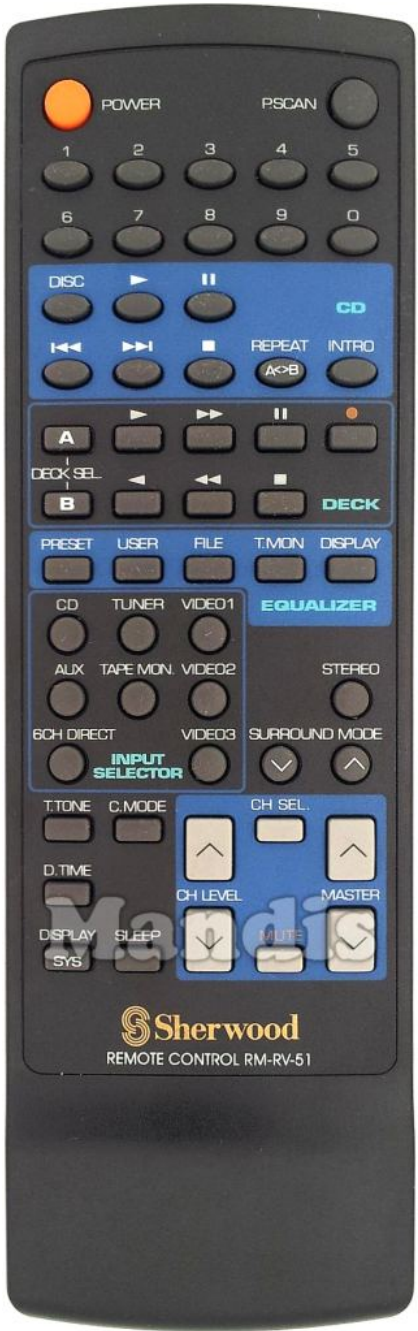 POWER P.SCAN
1 2 3 4 5
6 7 8 9 0
DISC
CD
REPEAT INTRO
A<>B
A
DECK SEL.
B
DECK
PRESET USER FILE T.MON DISPLAY
CD TUNER VIDEO1
EQUALIZER
AUX TAPE MON. VIDEO2 STEREO
6CH DIRECT VIDEO3 SURROUND MODE
INPUT
SELECTOR
T.TONE C.MODE CH SEL.
D.TIME
CH LEVEL MASTER
Mandis
DISPLAY SLEEP MUTE
SYS
Sherwood
REMOTE CONTROL RM-RV-51